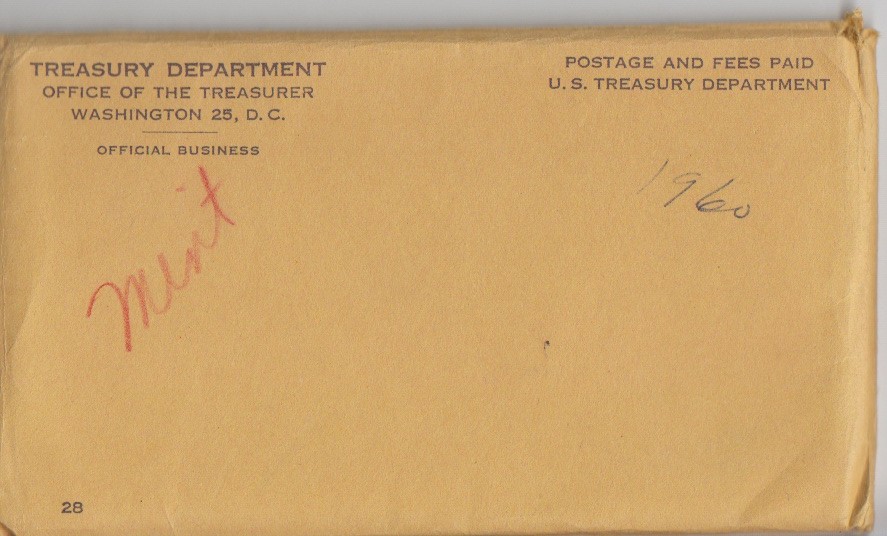 TREASURY DEPARTMENT
OFFICE OF THE TREASURER
WASHINGTON 25, D. C.
OFFICIAL BUSINESS
POSTAGE AND FEES PAID
U. S. TREASURY DEPARTMENT
Mint
1960
28